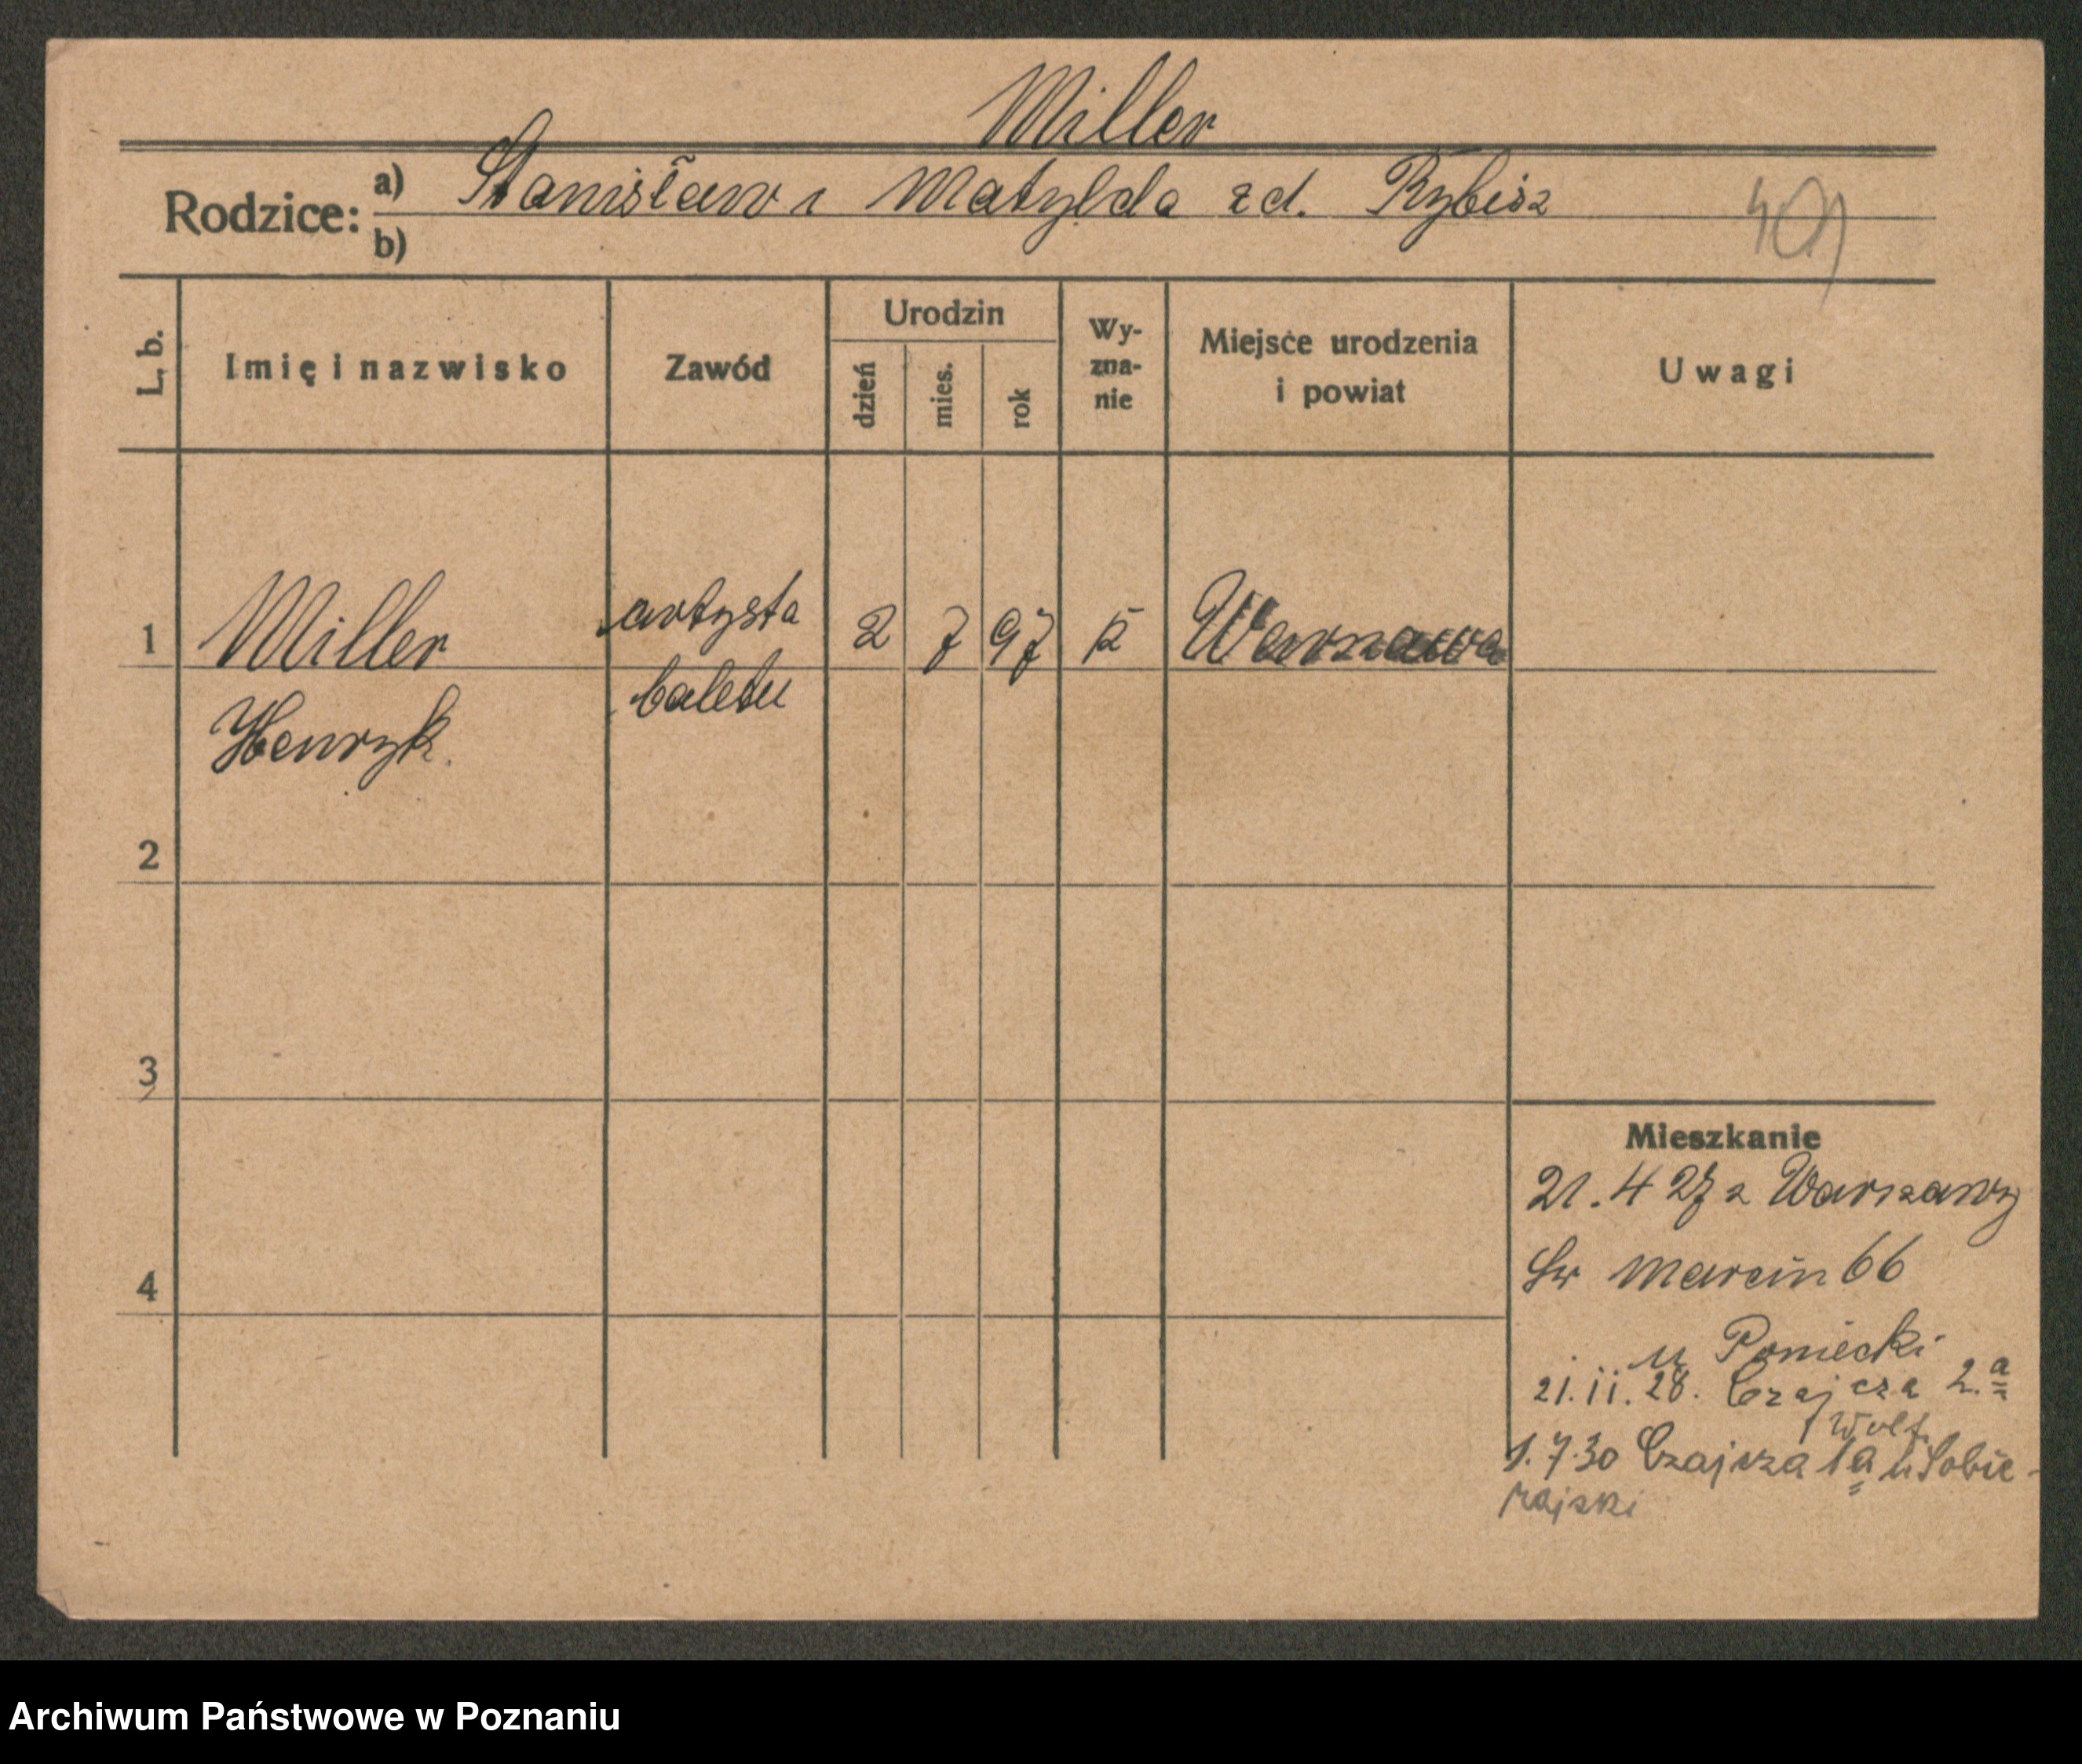 Miller
Rodzice: a) Stanisław i Matylda zd. Rybisz
b)
L. b. Imię i nazwisko Zawód Urodzin dzień mies. rok Wy-zna-nie Miejsce urodzenia i powiat Uwagi
1 Miller artysta 2 7 97 k Warszawa
Henryk. baletu
2
3
4
Mieszkanie
21. 4 27 z Warszawy
Św Marcin 66
u Poniecki
21. 11. 28. Czajcza 2. a
Wolf.
1. 7. 30 Czajcza 1a u Sobie-
rajski
Archiwum Państwowe w Poznaniu